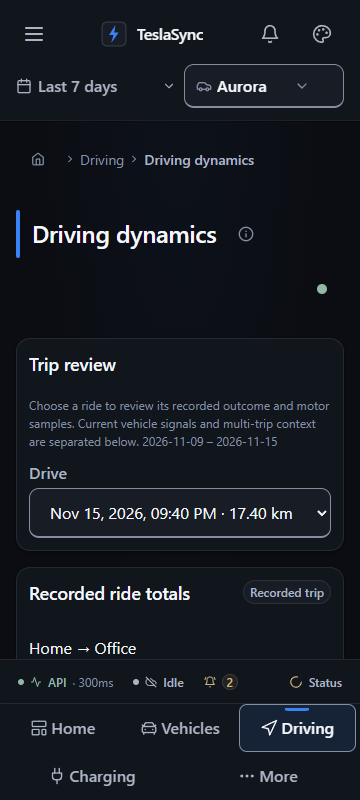 TeslaSync
Last 7 days
Aurora
Driving
Driving dynamics
Driving dynamics
Trip review
Choose a ride to review its recorded outcome and motor
samples. Current vehicle signals and multi-trip context
are separated below. 2026-11-09 – 2026-11-15
Drive
Nov 15, 2026, 09:40 PM · 17.40 km
Recorded ride totals
Recorded trip
Home → Office
API · 300ms
Idle
2
Status
Home
Vehicles
Driving
Charging
More